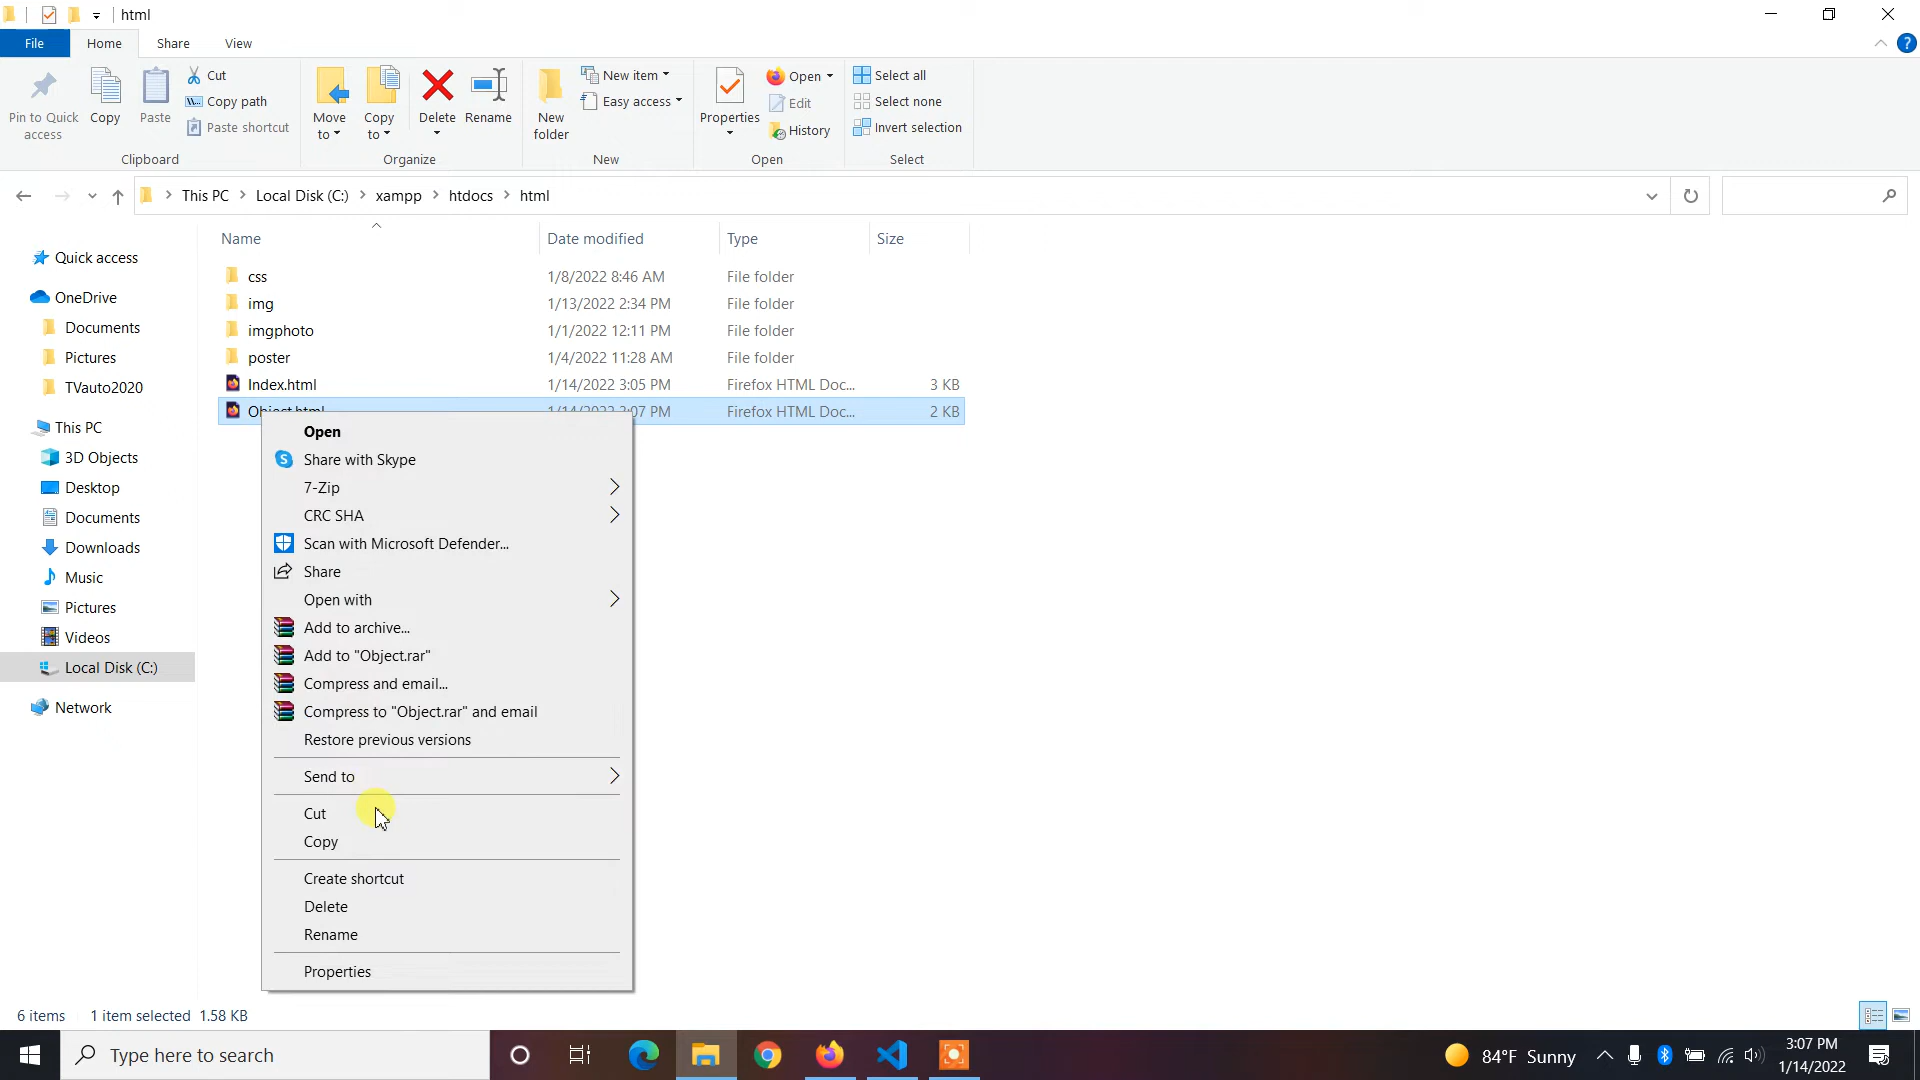 html
File Home Share View
Pin to Quick access
Copy
Paste
Cut
Copy path
Paste shortcut
Clipboard
Move to
Copy to
Delete
Rename
Organize
New folder
New item
Easy access
New
Properties
Open
Edit
History
Open
Select all
Select none
Invert selection
Select
This PC Local Disk (C:) xampp htdocs html
Name Date modified Type Size
css 1/8/2022 8:46 AM File folder
img 1/13/2022 2:34 PM File folder
imgphoto 1/1/2022 12:11 PM File folder
poster 1/4/2022 11:28 AM File folder
Index.html 1/14/2022 3:05 PM Firefox HTML Doc... 3 KB
Object.html 1/14/2022 3:07 PM Firefox HTML Doc... 2 KB
Quick access
OneDrive
Documents
Pictures
TVauto2020
This PC
3D Objects
Desktop
Documents
Downloads
Music
Pictures
Videos
Local Disk (C:)
Network
Open
Share with Skype
7-Zip
CRC SHA
Scan with Microsoft Defender...
Share
Open with
Add to archive...
Add to "Object.rar"
Compress and email...
Compress to "Object.rar" and email
Restore previous versions
Send to
Cut
Copy
Create shortcut
Delete
Rename
Properties
6 items 1 item selected 1.58 KB
Type here to search
84°F Sunny
3:07 PM
1/14/2022